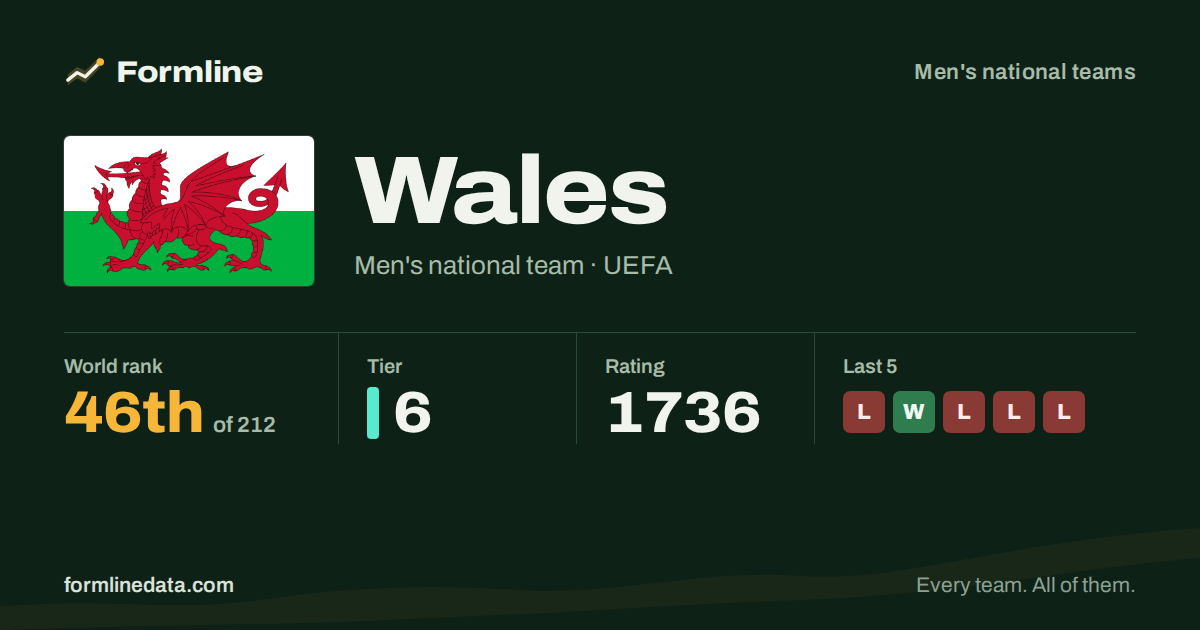 Formline
Men's national teams
Wales
Men's national team · UEFA
World rank
46th of 212
Tier
6
Rating
1736
Last 5
L W L L L
formlinedata.com
Every team. All of them.